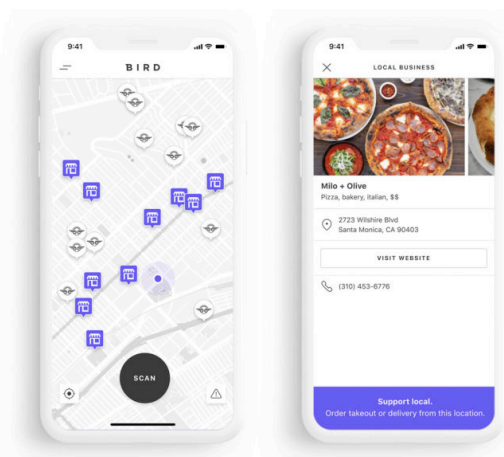 9:41
BIRD
SCAN
9:41
LOCAL BUSINESS
Milo + Olive
Pizza, bakery, italian, $$
2723 Wilshire Blvd
Santa Monica, CA 90403
VISIT WEBSITE
(310) 453-6776
Support local.
Order takeout or delivery from this location.